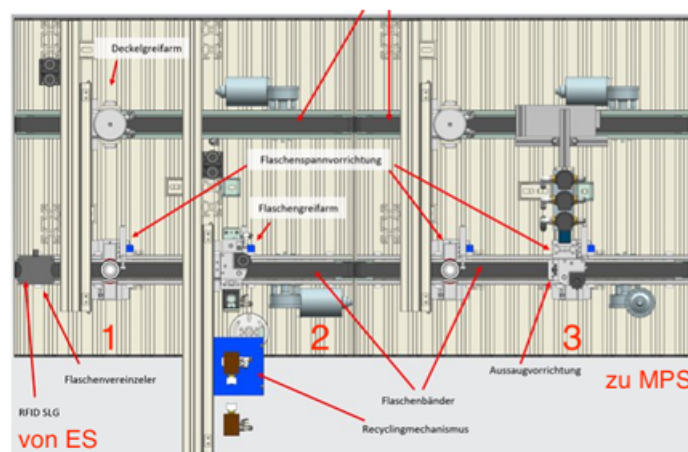 Deckelgreifarm
Flaschenspannvorrichtung
Flaschengreifarm
1
2
3
Flaschenvereinzeler
Aussaugvorrichtung
zu MPS
RFID SLG
Flaschenbänder
von ES
Recyclingmechanismus